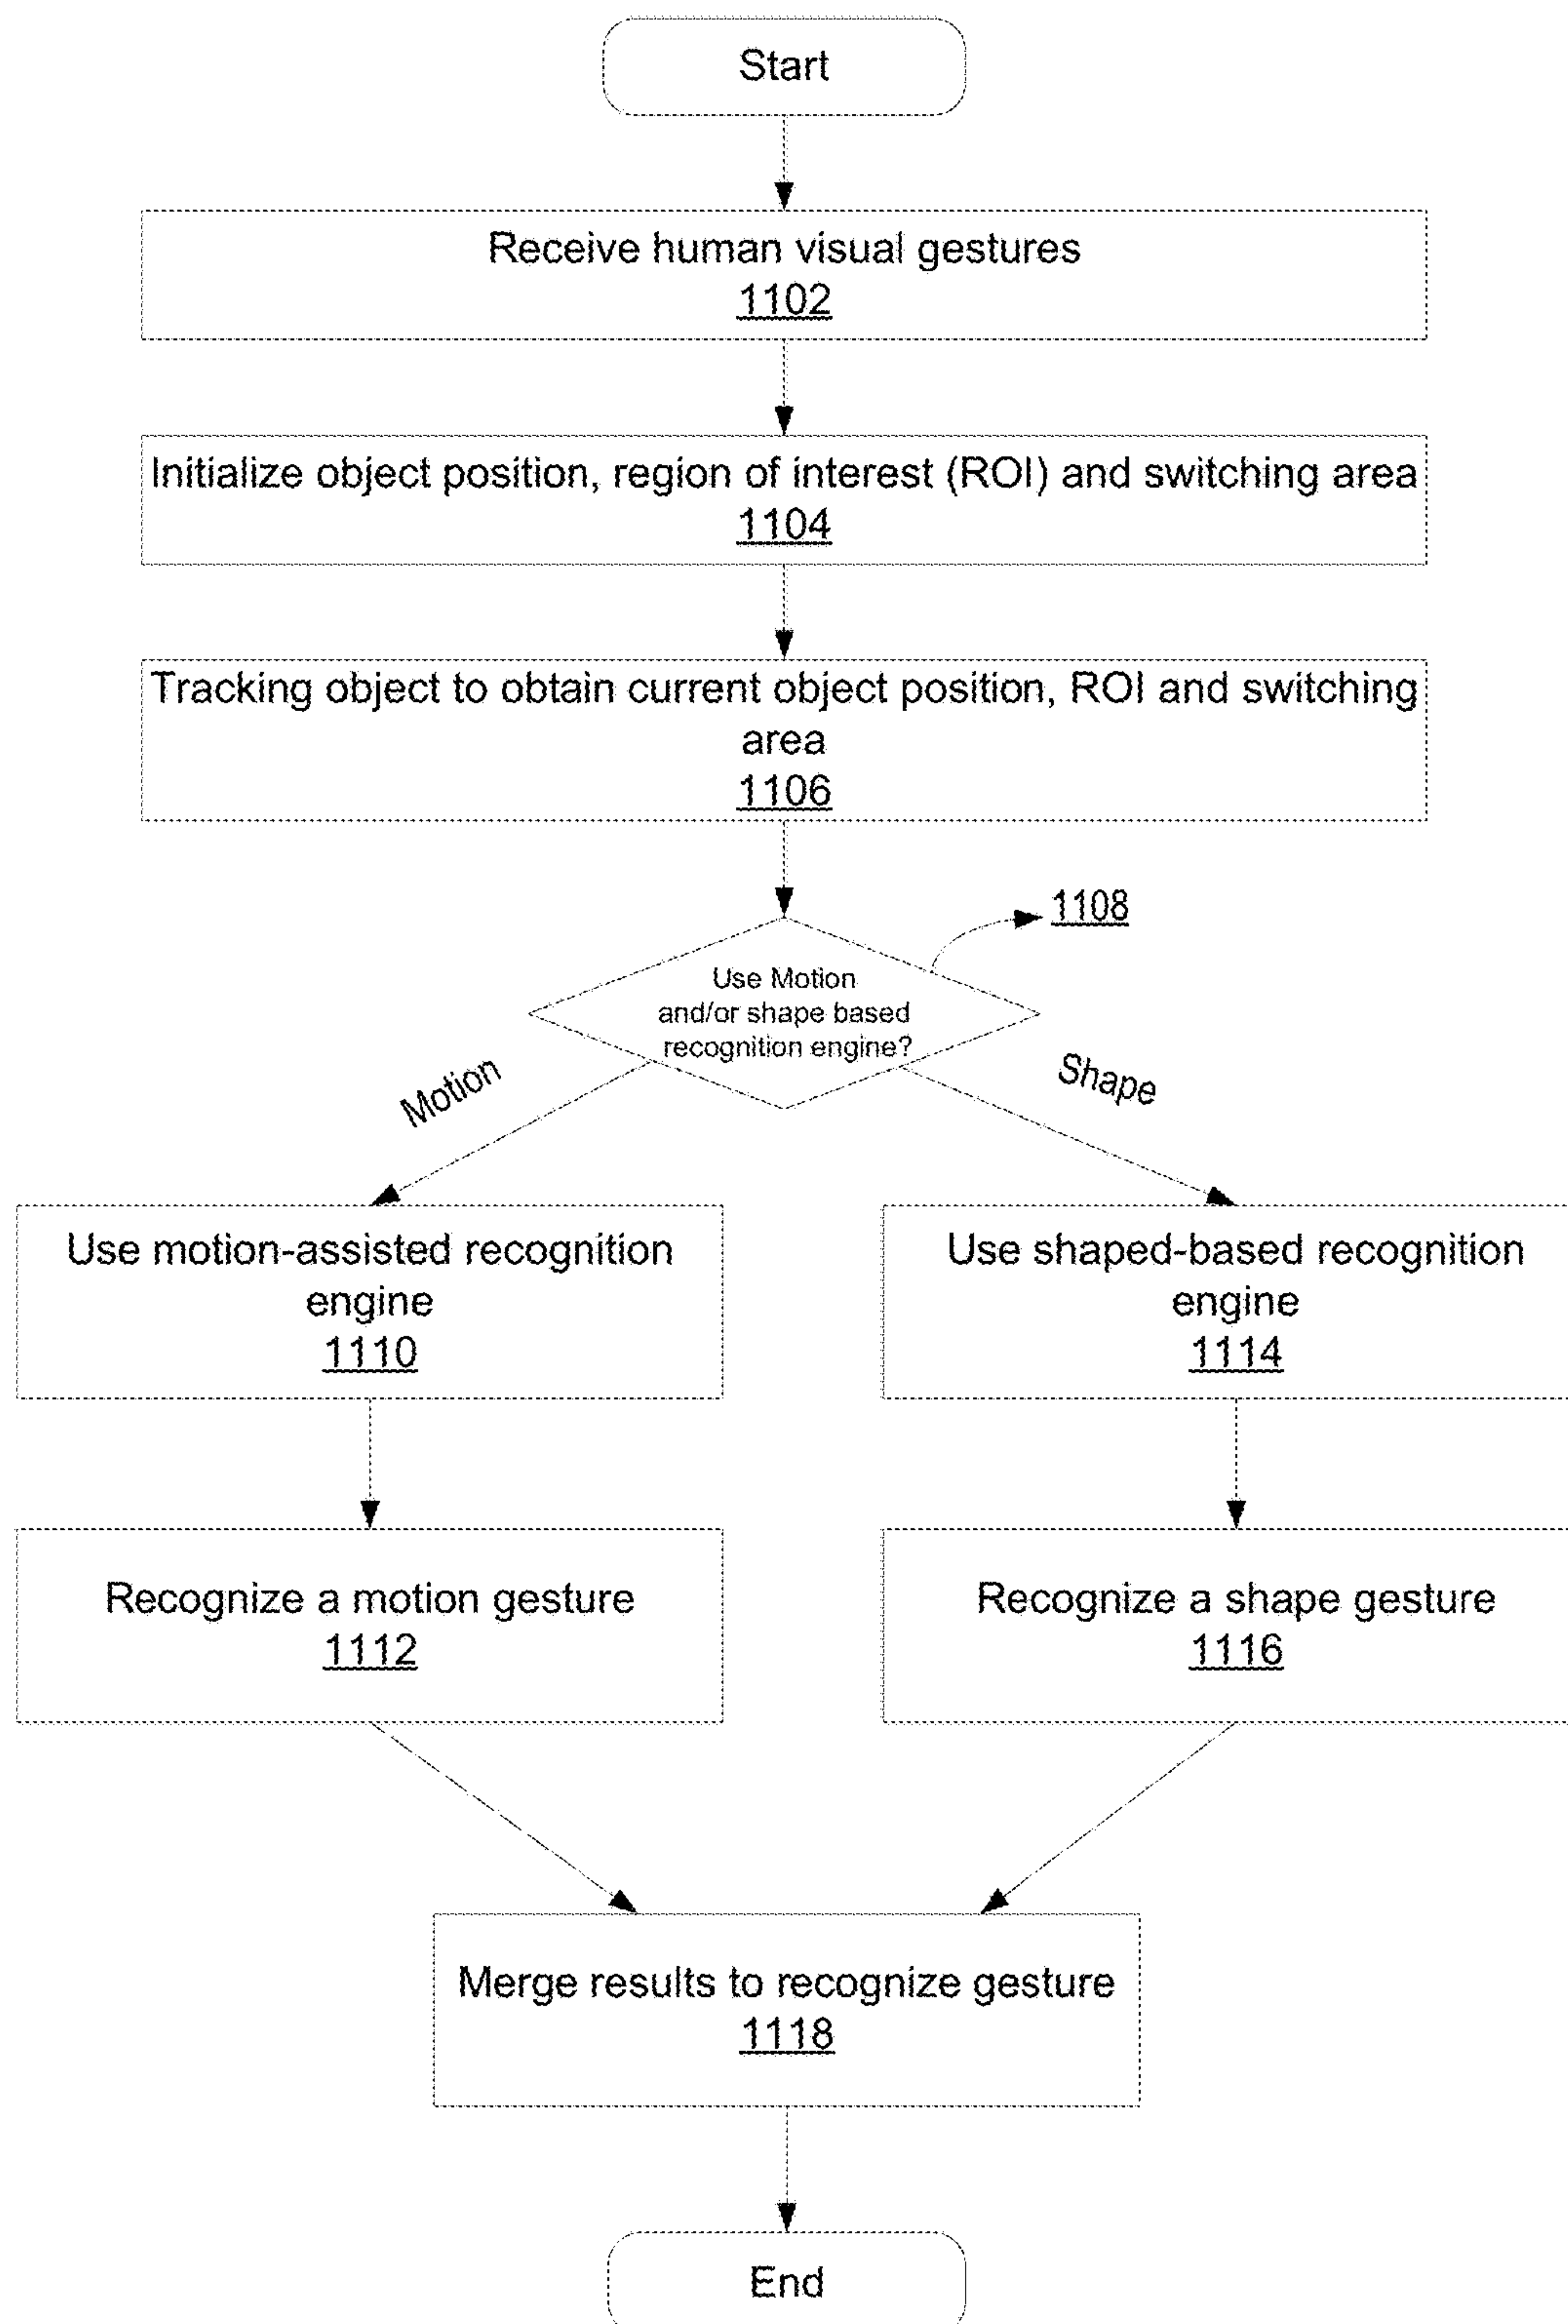 Start
Receive human visual gestures
1102
Initialize object position, region of interest (ROI) and switching area
1104
Tracking object to obtain current object position, ROI and switching
area
1106
1108
Use Motion
and/or shape based
recognition engine?
Motion
Shape
Use motion-assisted recognition
engine
1110
Use shaped-based recognition
engine
1114
Recognize a motion gesture
1112
Recognize a shape gesture
1116
Merge results to recognize gesture
1118
End